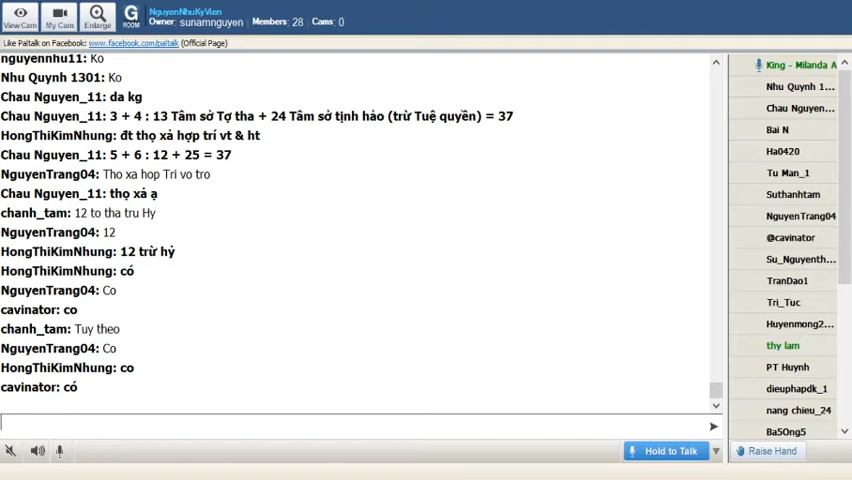 View Cam
My Cam
Enlarge
G
ROOM
NguyenNhuKyVien
Owner: sunamnguyen Members: 28 Cams: 0
Like Paltalk on Facebook: www.facebook.com/paltalk (Official Page)
nguyennhu11: Ko
Nhu Quynh 1301: Ko
Chau Nguyen_11: da kg
Chau Nguyen_11: 3 + 4 : 13 Tâm sở Tợ tha + 24 Tâm sở tịnh hảo (trừ Tuệ quyền) = 37
HongThiKimNhung: đt thọ xả hợp trí vt & ht
Chau Nguyen_11: 5 + 6 : 12 + 25 = 37
NguyenTrang04: Tho xa hop Tri vo tro
Chau Nguyen_11: thọ xả ạ
chanh_tam: 12 to tha tru Hy
NguyenTrang04: 12
HongThiKimNhung: 12 trừ hỷ
HongThiKimNhung: có
NguyenTrang04: Co
cavinator: co
chanh_tam: Tuy theo
NguyenTrang04: Co
HongThiKimNhung: co
cavinator: có
Hold to Talk
King - Milanda A
Nhu Quynh 1...
Chau Nguyen...
Bai N
Ha0420
Tu Man_1
Suthanhtam
NguyenTrang04
@cavinator
Su_Nguyenth...
TranDao1
Tri_Tuc
Huyenmong2...
thy lam
PT Huynh
dieuphapdk_1
nang chieu_24
Ba5Ong5
Raise Hand